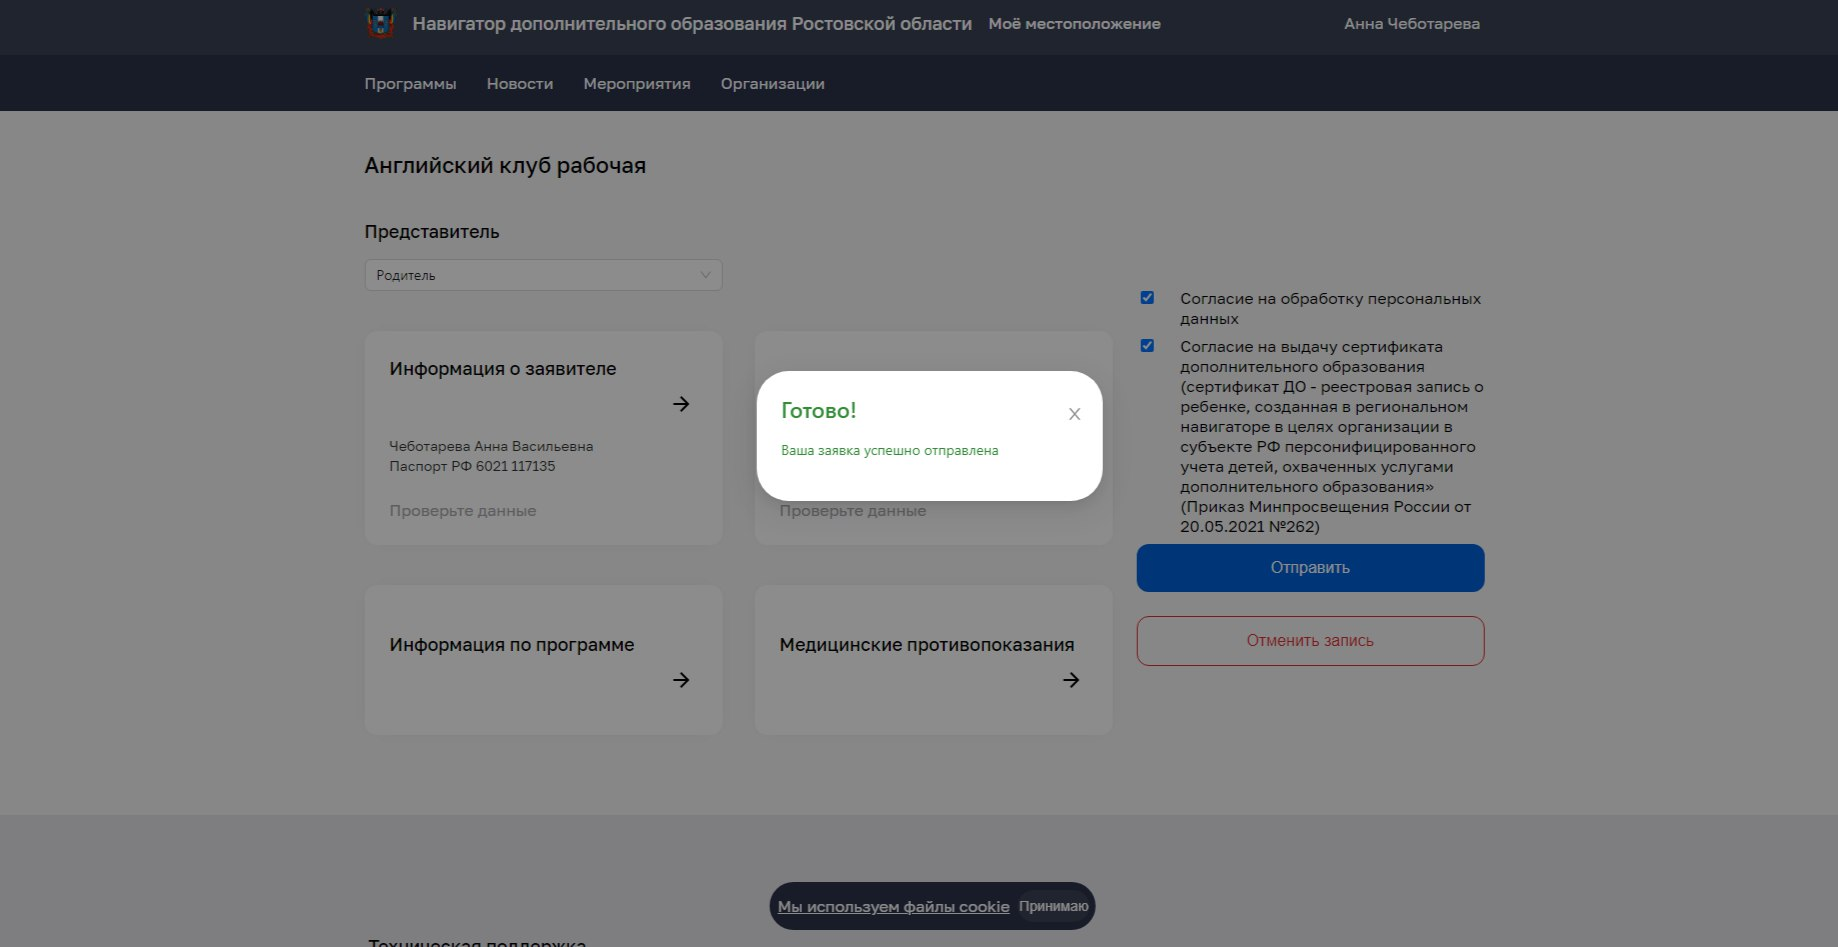 Навигатор дополнительного образования Ростовской области
Моё местоположение
Анна Чеботарева
Программы
Новости
Мероприятия
Организации
Английский клуб рабочая
Представитель
Родитель
Информация о заявителе
Чеботарева Анна Васильевна
Паспорт РФ 6021 117135
Проверьте данные
Готово!
Ваша заявка успешно отправлена
Проверьте данные
Информация по программе
Медицинские противопоказания
Согласие на обработку персональных
данных
Согласие на выдачу сертификата
дополнительного образования
(сертификат ДО - реестровая запись о
ребенке, созданная в региональном
навигаторе в целях организации в
субъекте РФ персонифицированного
учета детей, охваченных услугами
дополнительного образования»
(Приказ Минпросвещения России от
20.05.2021 №262)
Отправить
Отменить запись
Мы используем файлы cookie
Принимаю
Техническая поддержка